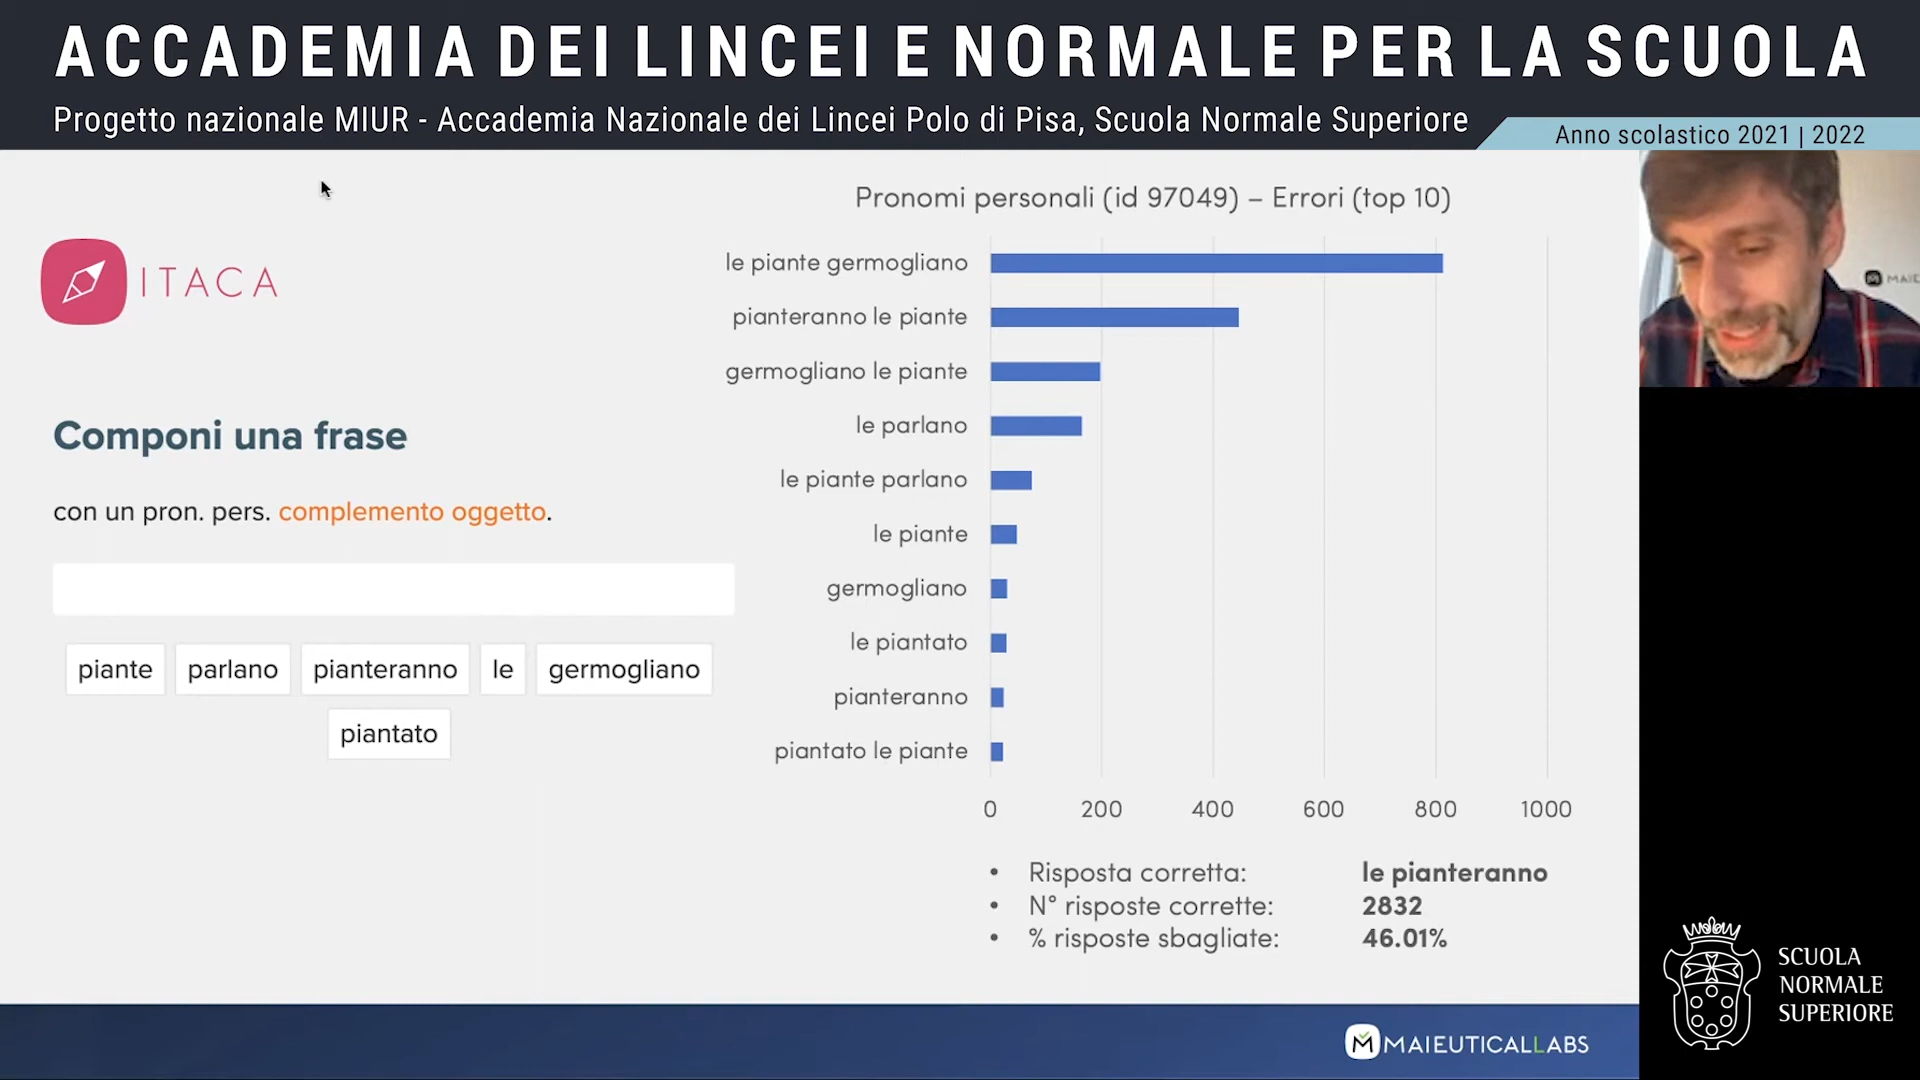 ACCADEMIA DEI LINCEI E NORMALE PER LA SCUOLA
Progetto nazionale MIUR - Accademia Nazionale dei Lincei Polo di Pisa, Scuola Normale Superiore
Anno scolastico 2021 | 2022
ITACA
Componi una frase
con un pron. pers. complemento oggetto.
piante parlano pianteranno le germogliano
piantato
Pronomi personali (id 97049) – Errori (top 10)
le piante germogliano
pianteranno le piante
germogliano le piante
le parlano
le piante parlano
le piante
germogliano
le piantato
pianteranno
piantato le piante
0 200 400 600 800 1000
• Risposta corretta: le pianteranno
• N° risposte corrette: 2832
• % risposte sbagliate: 46.01%
MAIEUTICALLABS
SCUOLA
NORMALE
SUPERIORE